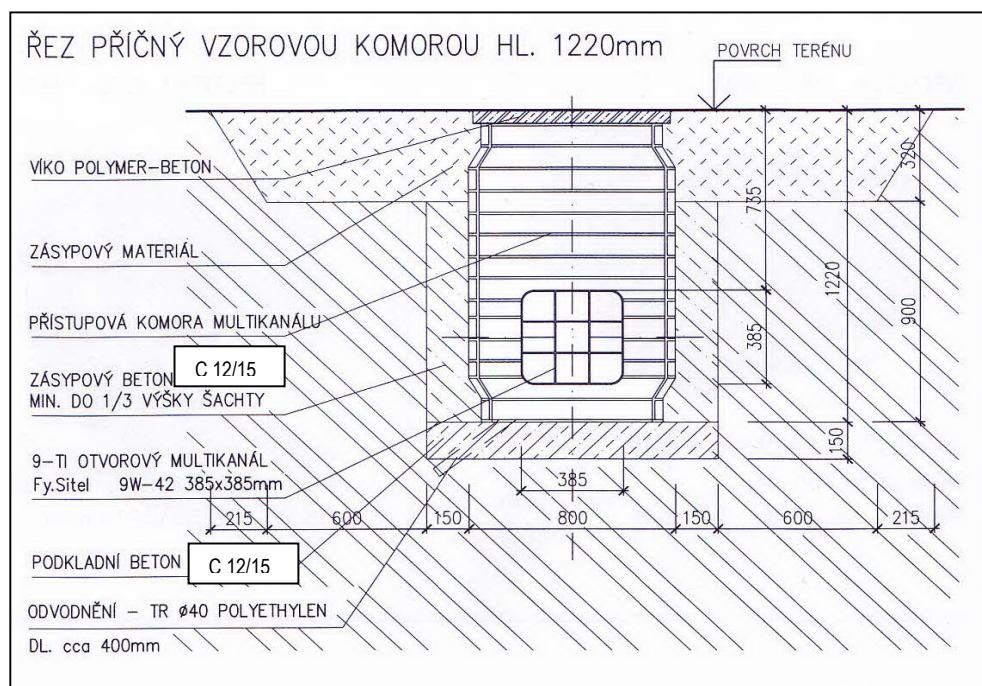 ŘEZ PŘÍČNÝ VZOROVOU KOMOROU HL. 1220mm
POVRCH TERÉNU
VÍKO POLYMER-BETON
ZÁSYPOVÝ MATERIÁL
PŘÍSTUPOVÁ KOMORA MULTIKANÁLU
ZÁSYPOVÝ BETON C 12/15
MIN. DO 1/3 VÝŠKY ŠACHTY
9-TI OTVOROVÝ MULTIKANÁL
Fy.Sitel 9W-42 385x385mm
PODKLADNÍ BETON C 12/15
ODVODNĚNÍ - TR ø40 POLYETHYLEN
DL. cca 400mm
735
385
1220
150
320
900
385
215 600 150 800 150 600 215